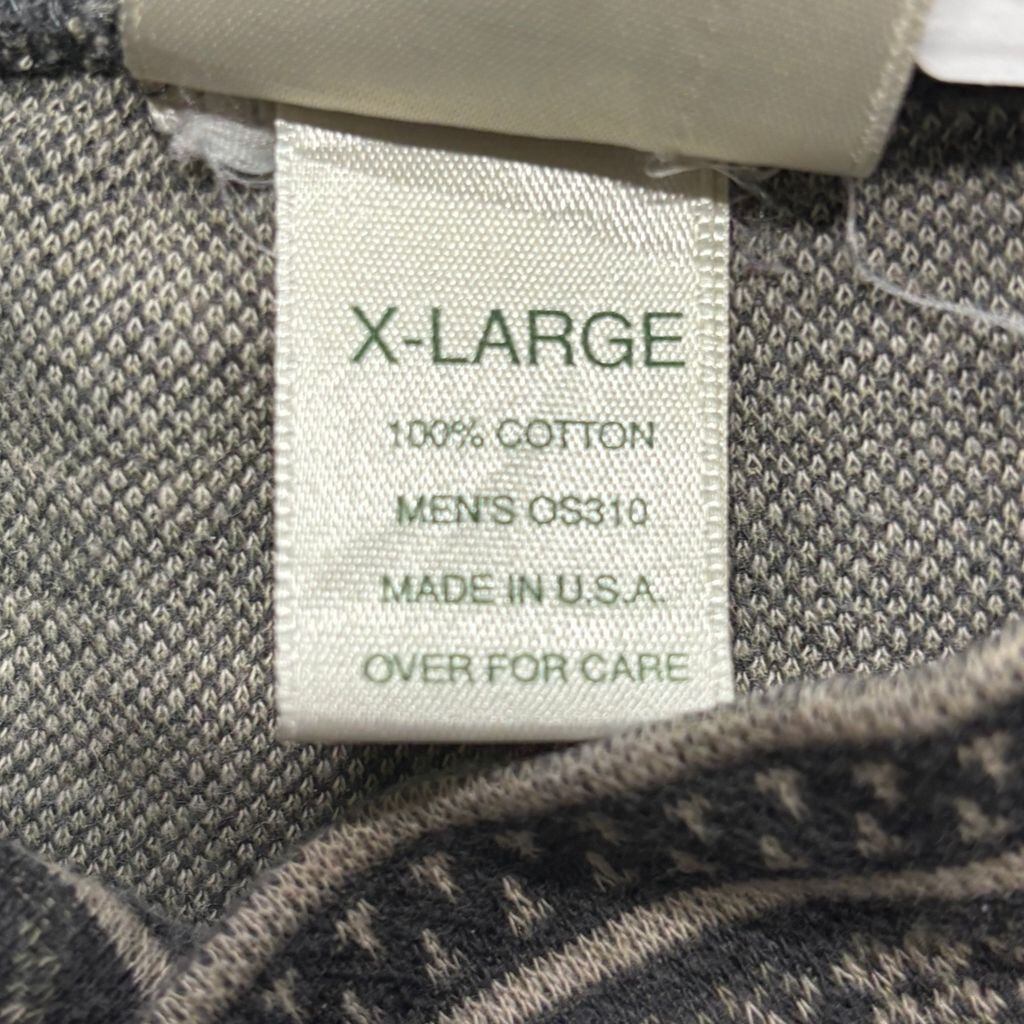 X-LARGE
100% COTTON
MEN'S OS310
MADE IN U.S.A.
OVER FOR CARE